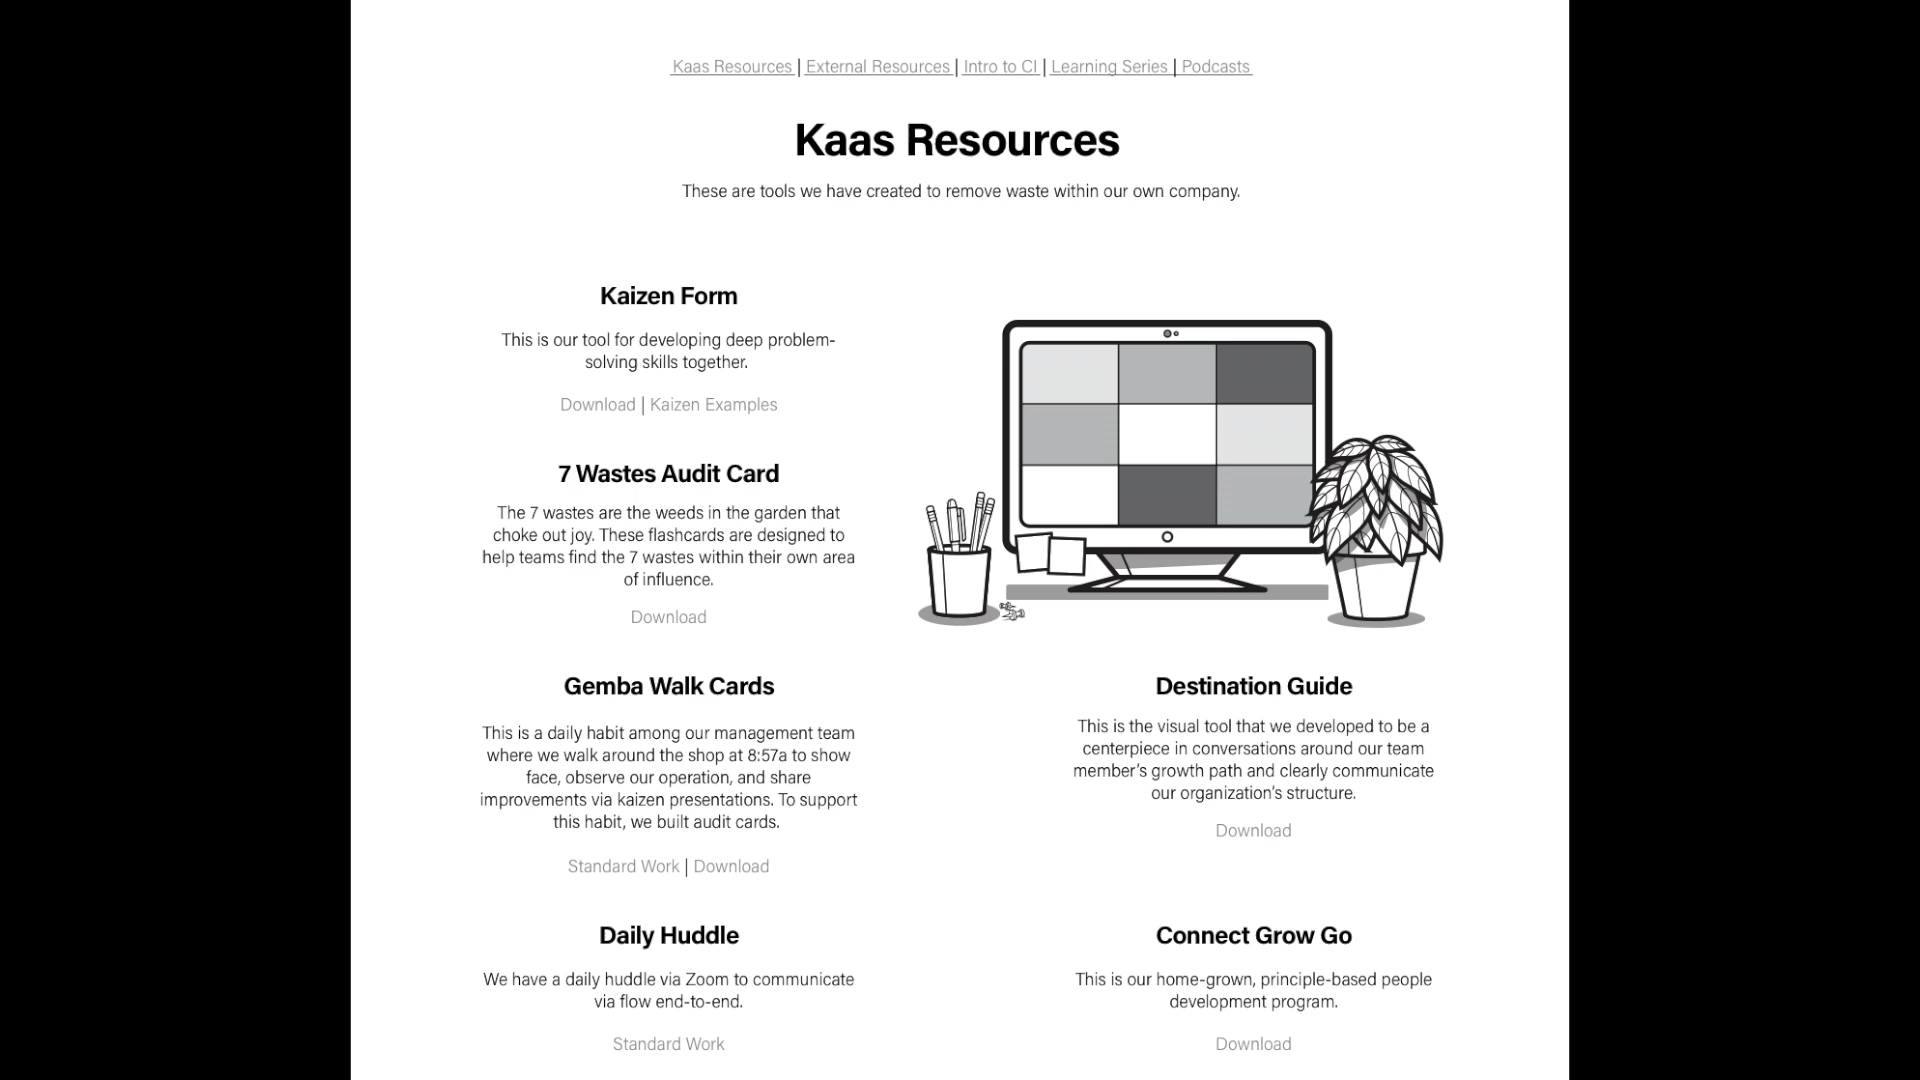 Kaas Resources | External Resources | Intro to CI | Learning Series | Podcasts
Kaas Resources
These are tools we have created to remove waste within our own company.
Kaizen Form
This is our tool for developing deep problem-
solving skills together.
Download | Kaizen Examples
7 Wastes Audit Card
The 7 wastes are the weeds in the garden that
choke out joy. These flashcards are designed to
help teams find the 7 wastes within their own area
of influence.
Download
Gemba Walk Cards
This is a daily habit among our management team
where we walk around the shop at 8:57a to show
face, observe our operation, and share
improvements via kaizen presentations. To support
this habit, we built audit cards.
Standard Work | Download
Destination Guide
This is the visual tool that we developed to be a
centerpiece in conversations around our team
member’s growth path and clearly communicate
our organization’s structure.
Download
Daily Huddle
We have a daily huddle via Zoom to communicate
via flow end-to-end.
Standard Work
Connect Grow Go
This is our home-grown, principle-based people
development program.
Download